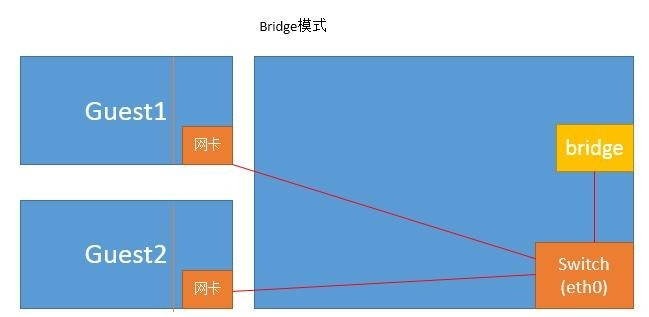 Bridge模式
Guest1
网卡
bridge
Guest2
网卡
Switch
(eth0)